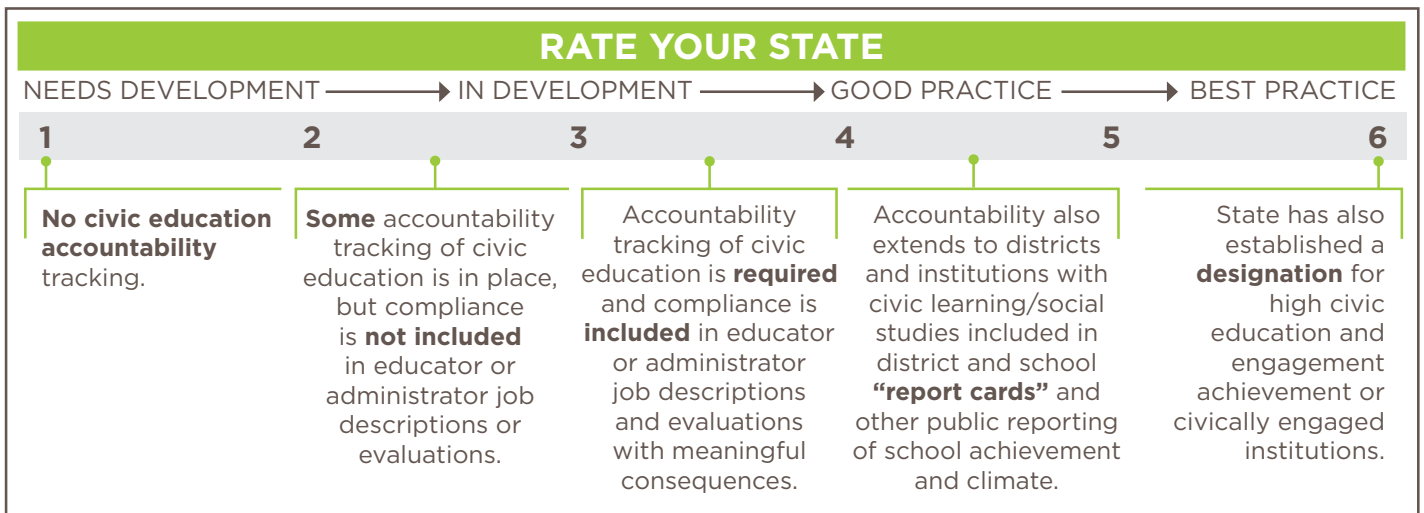 RATE YOUR STATE
NEEDS DEVELOPMENT IN DEVELOPMENT GOOD PRACTICE BEST PRACTICE
1 2 3 4 5 6
No civic education
accountability
tracking.
Some accountability
tracking of civic
education is in place,
but compliance
is not included
in educator or
administrator job
descriptions or
evaluations.
Accountability
tracking of civic
education is required
and compliance is
included in educator
or administrator
job descriptions
and evaluations
with meaningful
consequences.
Accountability also
extends to districts
and institutions with
civic learning/social
studies included in
district and school
“report cards” and
other public reporting
of school achievement
and climate.
State has also
established a
designation for
high civic
education and
engagement
achievement or
civically engaged
institutions.